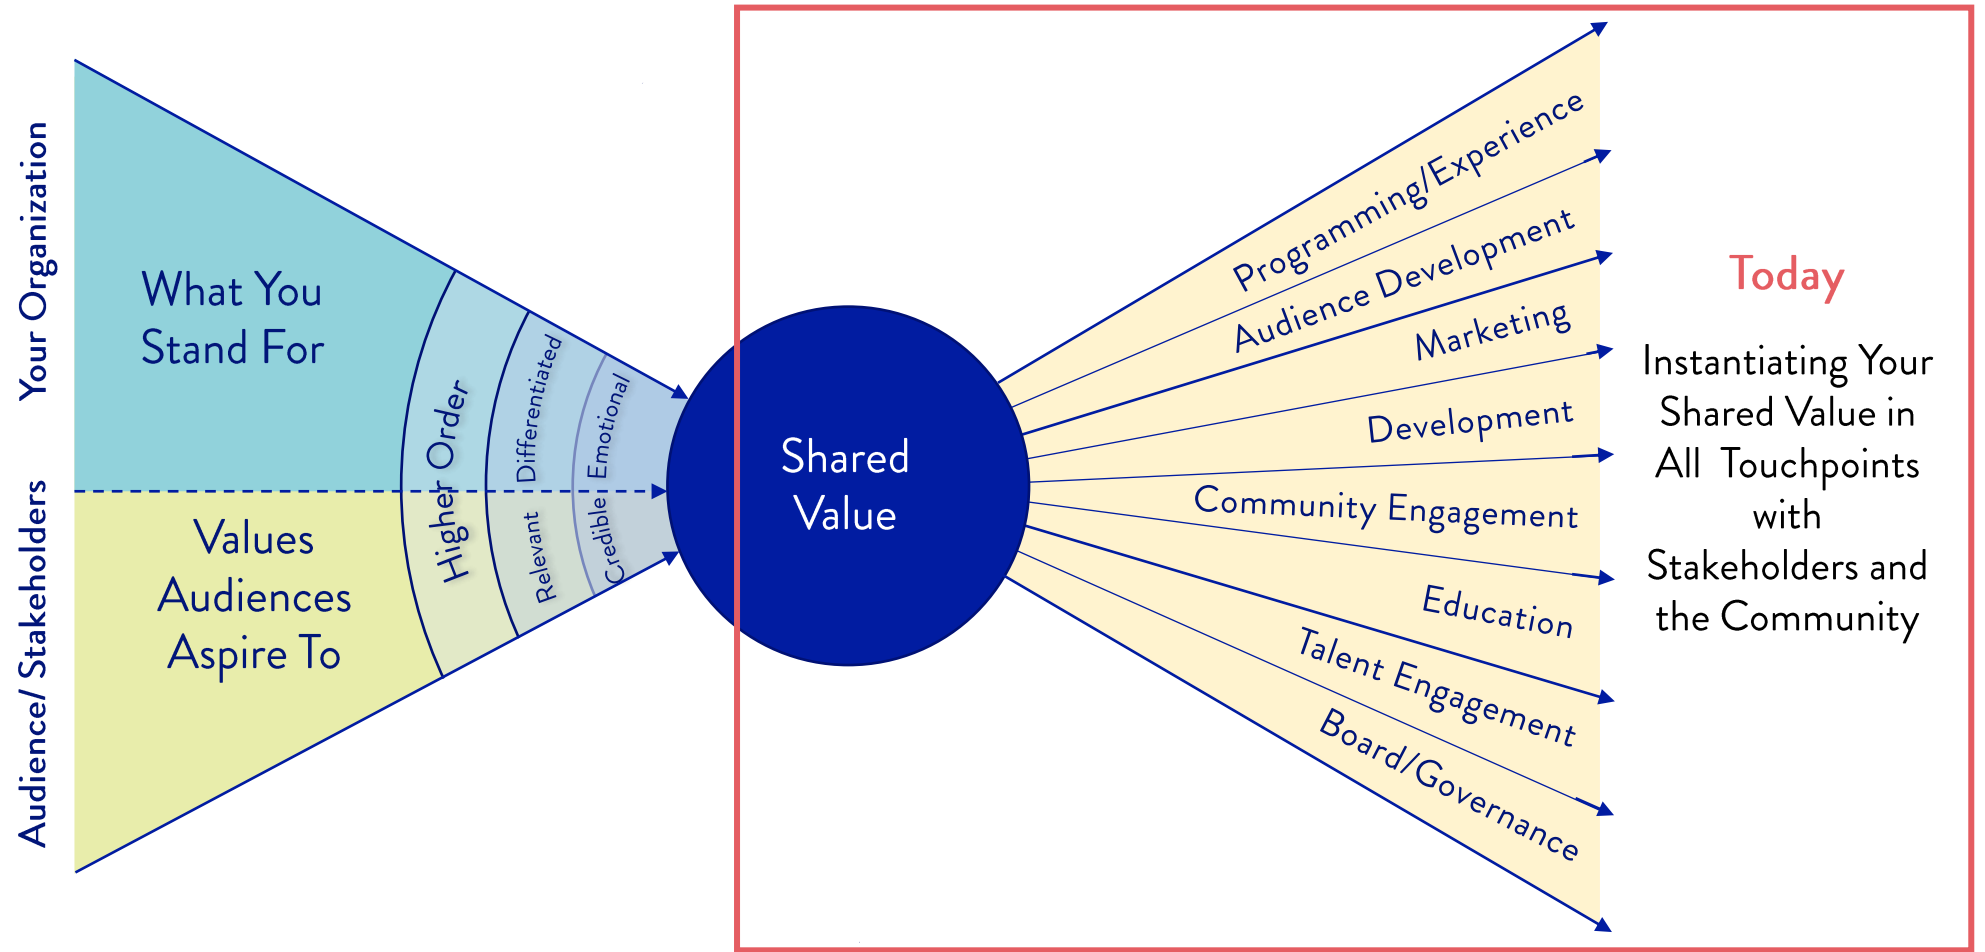 Your Organization
Audience/ Stakeholders
What You
Stand For
Values
Audiences
Aspire To
Higher Order
Differentiated
Relevant
Emotional
Credible
Shared
Value
Programming/Experience
Audience Development
Marketing
Development
Community Engagement
Education
Talent Engagement
Board/Governance
Today
Instantiating Your
Shared Value in
All Touchpoints
with
Stakeholders and
the Community